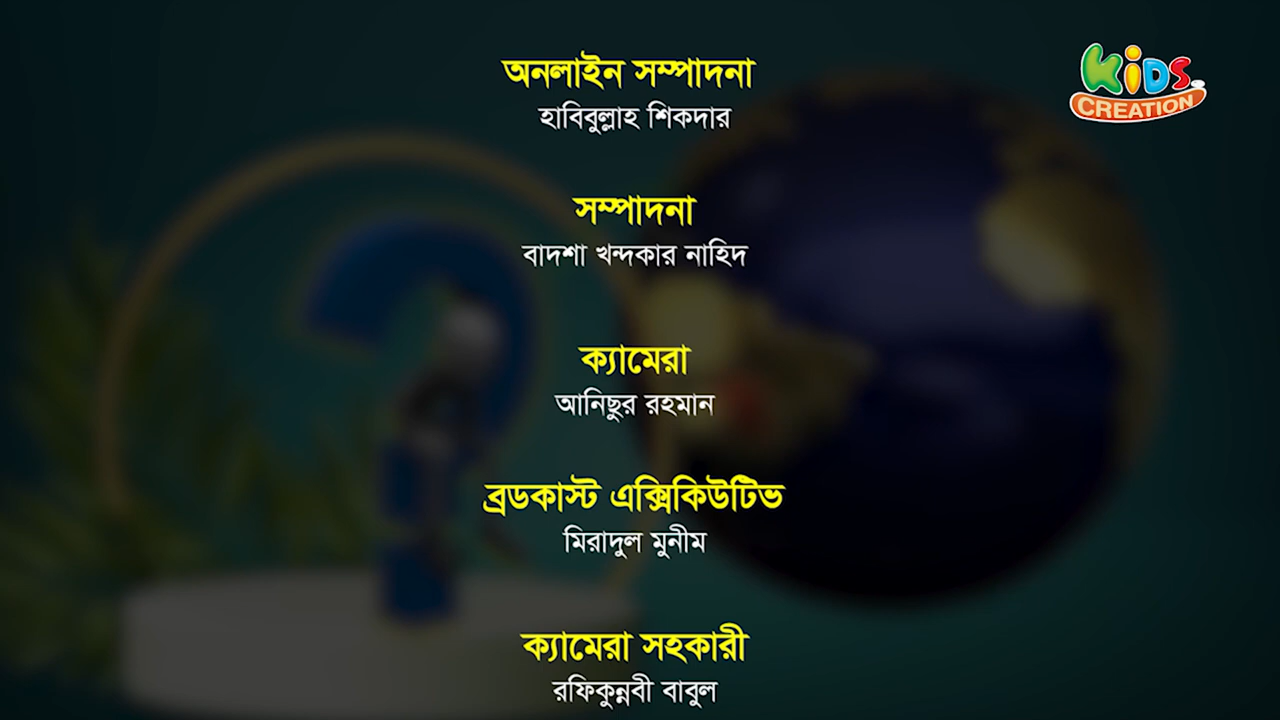 অনলাইন সম্পাদনা
হাবিবুল্লাহ শিকদার
KiDS
CREATION
সম্পাদনা
বাদশা খন্দকার নাহিদ
ক্যামেরা
আনিছুর রহমান
ব্রডকাস্ট এক্সিকিউটিভ
মিরাদুল মুনীম
ক্যামেরা সহকারী
রফিকুন্নবী বাবুল